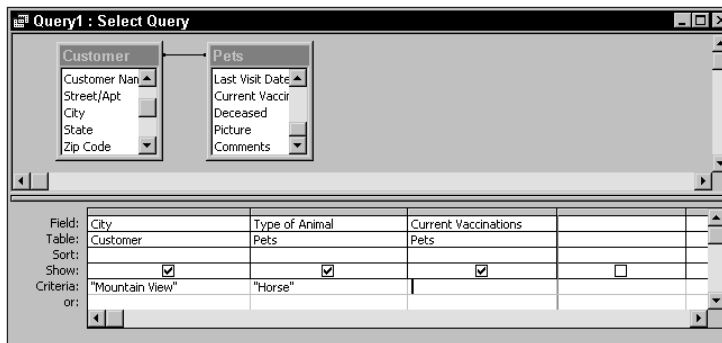 Query1 : Select Query
Customer Pets
Customer Nan Last Visit Date
Street/Apt Current Vaccir
City Deceased
State Picture
Zip Code Comments
Field: City Type of Animal Current Vaccinations
Table: Customer Pets Pets
Sort:
Show:
Criteria: "Mountain View" "Horse"
or: